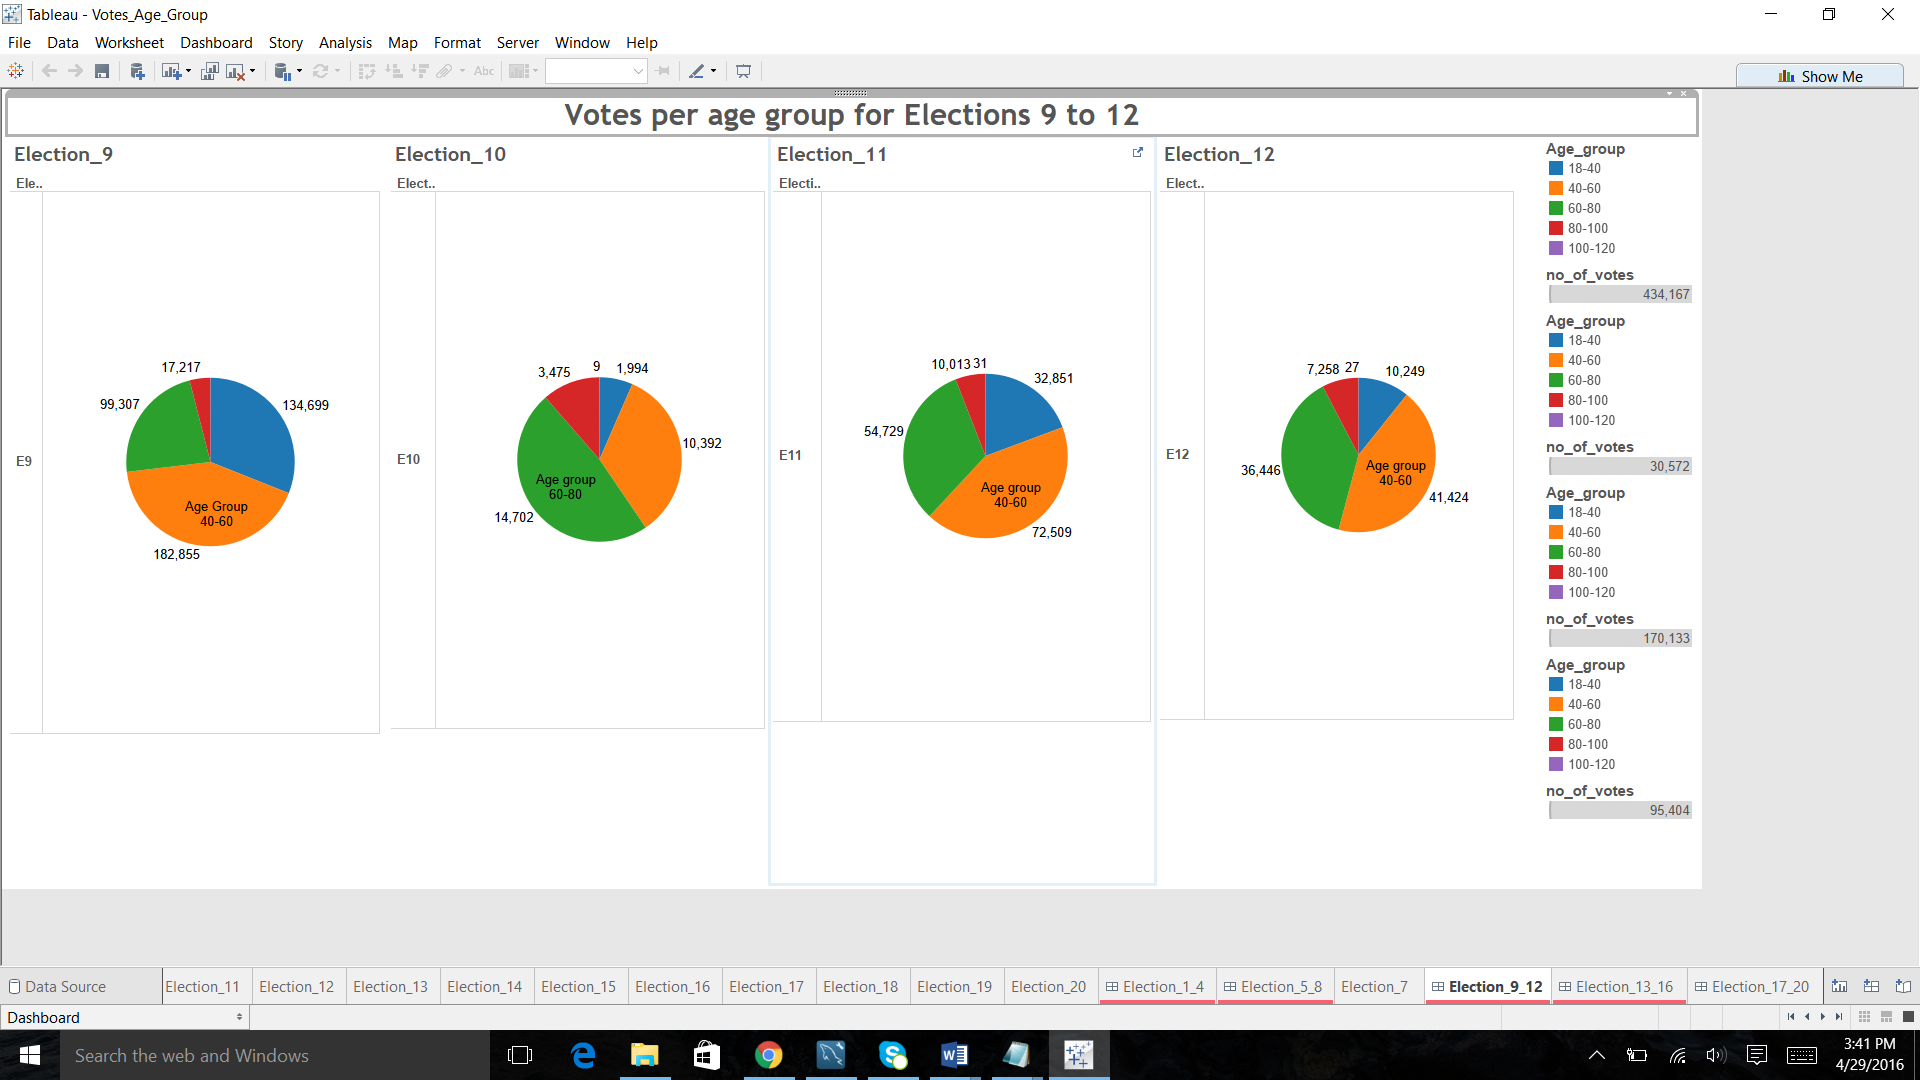 Tableau - Votes_Age_Group
File Data Worksheet Dashboard Story Analysis Map Format Server Window Help
Abc
Show Me
Votes per age group for Elections 9 to 12
Election_9
Ele..
E9
17,217
99,307
134,699
Age Group
40-60
182,855
Election_10
Elect..
E10
3,475
9
1,994
10,392
Age group
60-80
14,702
Election_11
Electi..
E11
10,013
31
32,851
54,729
Age group
40-60
72,509
Election_12
Elect..
E12
7,258
27
10,249
36,446
Age group
40-60
41,424
Age_group
18-40
40-60
60-80
80-100
100-120
no_of_votes
434,167
Age_group
18-40
40-60
60-80
80-100
100-120
no_of_votes
30,572
Age_group
18-40
40-60
60-80
80-100
100-120
no_of_votes
170,133
Age_group
18-40
40-60
60-80
80-100
100-120
no_of_votes
95,404
Data Source Election_11 Election_12 Election_13 Election_14 Election_15 Election_16 Election_17 Election_18 Election_19 Election_20 Election_1_4 Election_5_8 Election_7 Election_9_12 Election_13_16 Election_17_20
Dashboard
Search the web and Windows
3:41 PM
4/29/2016